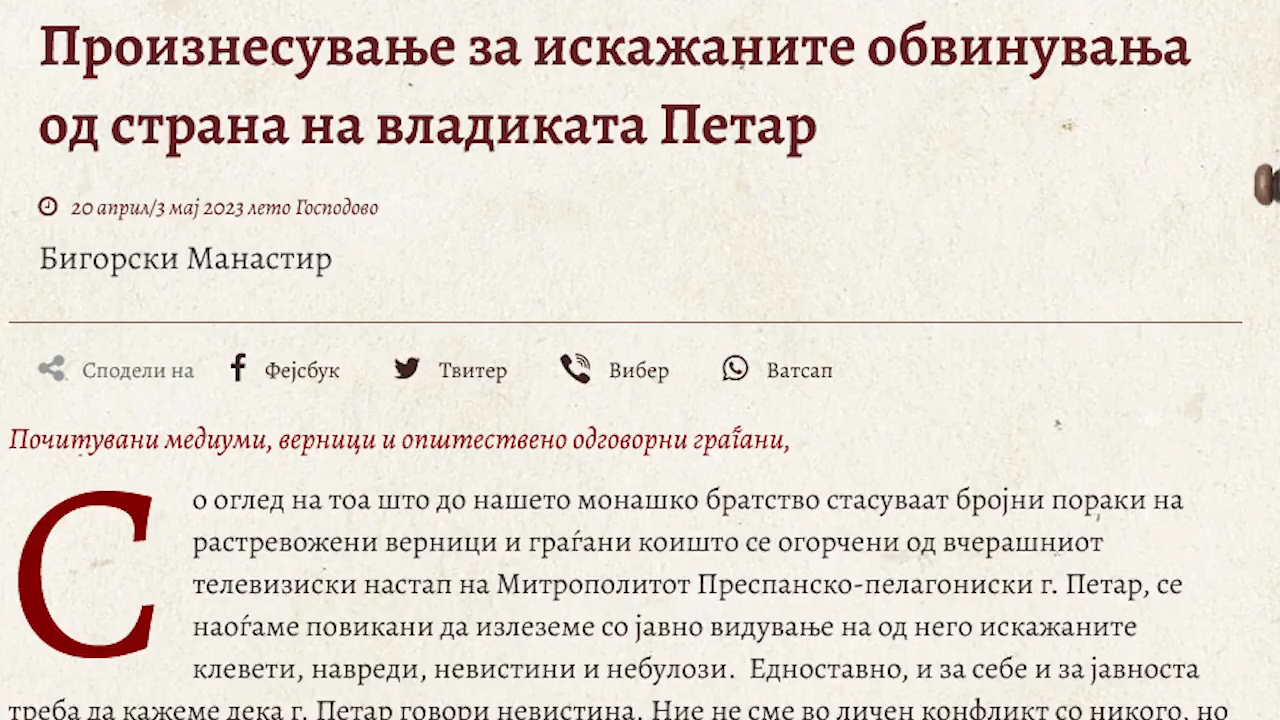 Произнесување за искажаните обвинувања
од страна на владиката Петар
20 април/3 мај 2023 лето Господово
Бигорски Манастир
Сподели на Фејсбук Твитер Вибер Ватсап
Почитувани медиуми, верници и општествено одговорни граѓани,
Со оглед на тоа што до нашето монашко братство стасуваат бројни пораки на
растревожени верници и граѓани коишто се огорчени од вчерашниот
телевизиски настап на Митрополитот Преспанско-пелагониски г. Петар, се
наоѓаме повикани да излеземе со јавно видување на од него искажаните
клевети, навреди, невистини и небулози. Едноставно, и за себе и за јавноста
треба да кажеме дека г. Петар говори невистина. Ние не сме во личен конфликт со никого, но